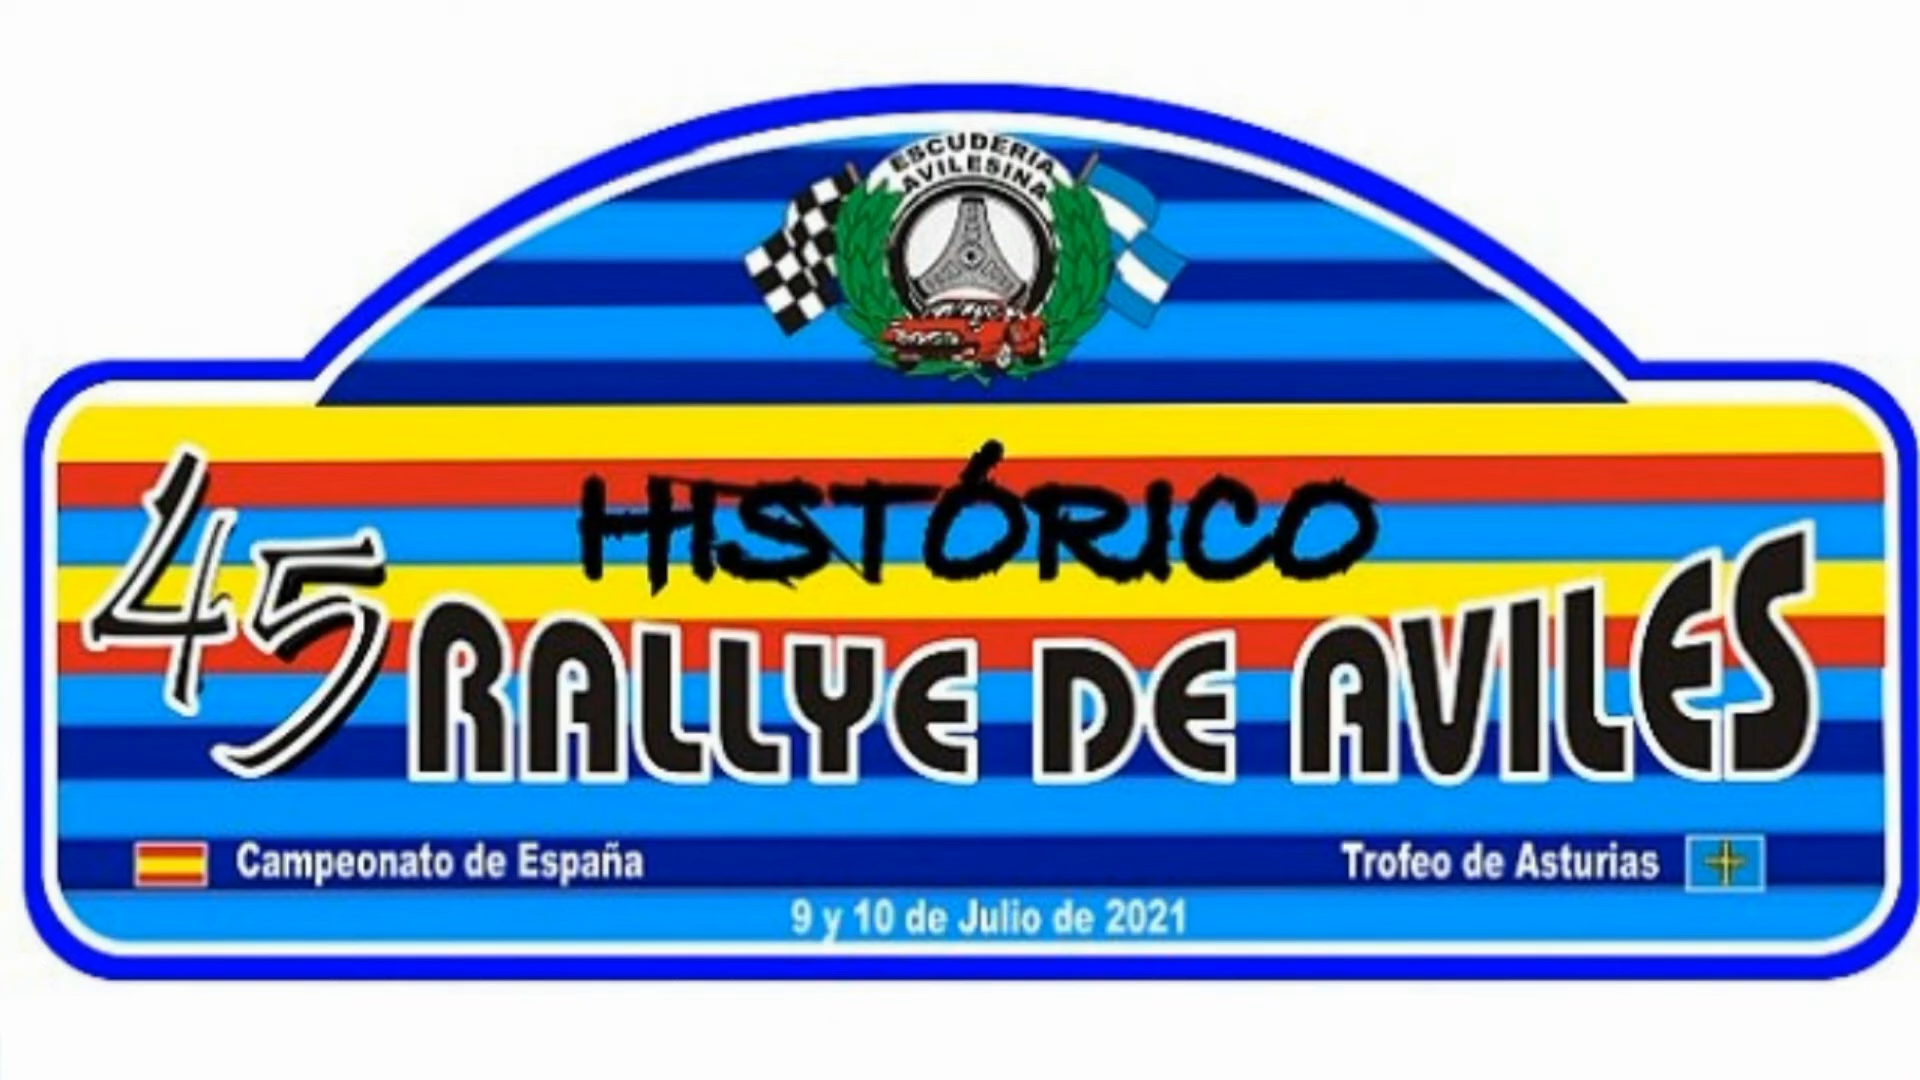 ESCUDERIA
AVILESINA
HISTÓRICO
45 RALLYE DE AVILES
Campeonato de España
Trofeo de Asturias
9 y 10 de Julio de 2021